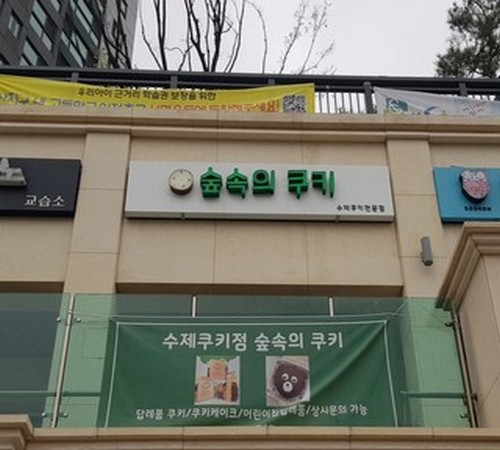 우리아이 근거리 학습권 보장을 위한
교습소
숲속의 쿠키
수제쿠키전문점
수제쿠키점 숲속의 쿠키
답례품 쿠키/쿠키케이크/어린이집 /상시문의 가능